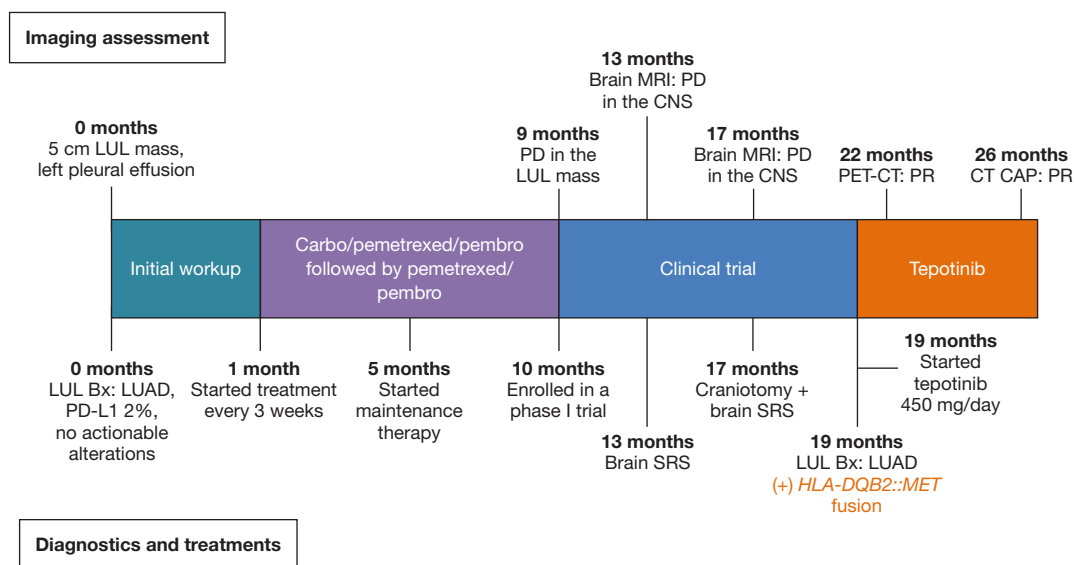 Imaging assessment
0 months
5 cm LUL mass,
left pleural effusion
9 months
PD in the
LUL mass
13 months
Brain MRI: PD
in the CNS
17 months
Brain MRI: PD
in the CNS
22 months
PET-CT: PR
26 months
CT CAP: PR
Initial workup
Carbo/pemetrexed/pembro
followed by pemetrexed/
pembro
Clinical trial
Tepotinib
0 months
LUL Bx: LUAD,
PD-L1 2%,
no actionable
alterations
1 month
Started treatment
every 3 weeks
5 months
Started
maintenance
therapy
10 months
Enrolled in a
phase I trial
13 months
Brain SRS
17 months
Craniotomy +
brain SRS
19 months
Started
tepotinib
450 mg/day
19 months
LUL Bx: LUAD
(+) HLA-DQB2::MET
fusion
Diagnostics and treatments